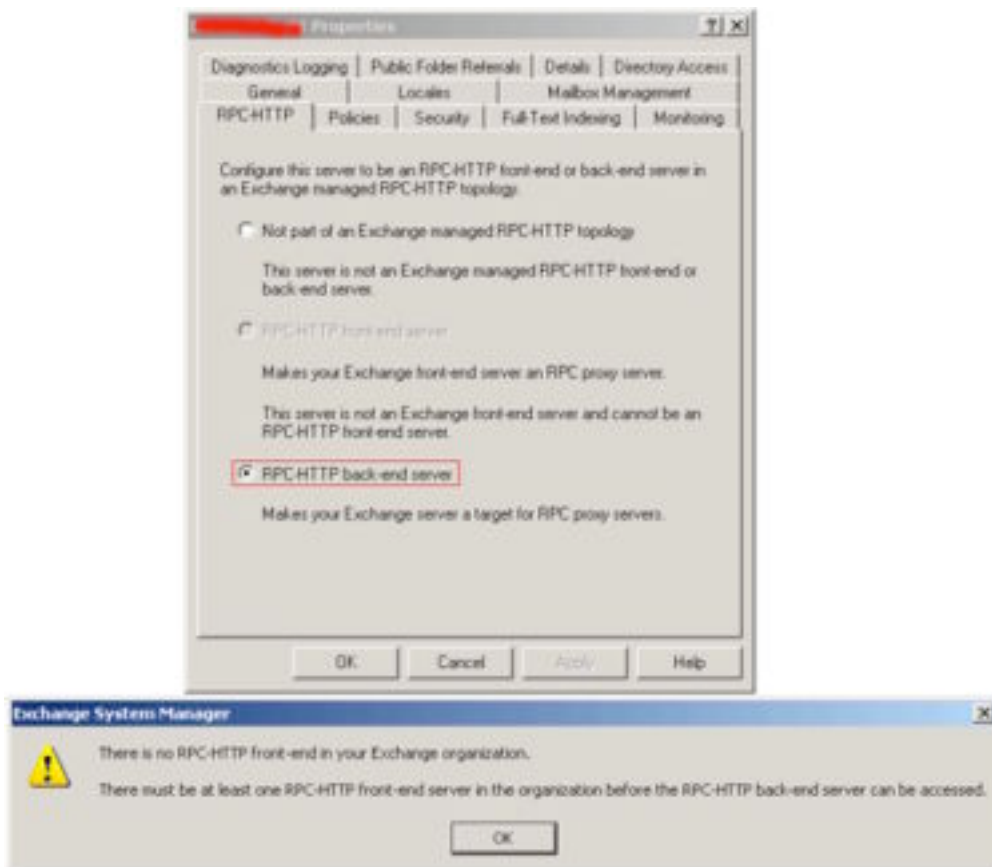 Properties
Diagnostics Logging Public Folder Referrals Details Directory Access
General Locales Mailbox Management
RPC-HTTP Policies Security Full-Text Indexing Monitoring
Configure this server to be an RPC-HTTP front-end or back-end server in
an Exchange managed RPC-HTTP topology.
Not part of an Exchange managed RPC-HTTP topology
This server is not an Exchange managed RPC-HTTP front-end or
back-end server.
RPC-HTTP front-end server
Makes your Exchange front-end server an RPC proxy server.
This server is not an Exchange front-end server and cannot be an
RPC-HTTP front-end server.
RPC-HTTP back-end server
Makes your Exchange server a target for RPC proxy servers.
OK Cancel Apply Help
Exchange System Manager
There is no RPC-HTTP front-end in your Exchange organization.
There must be at least one RPC-HTTP front-end server in the organization before the RPC-HTTP back-end server can be accessed.
OK